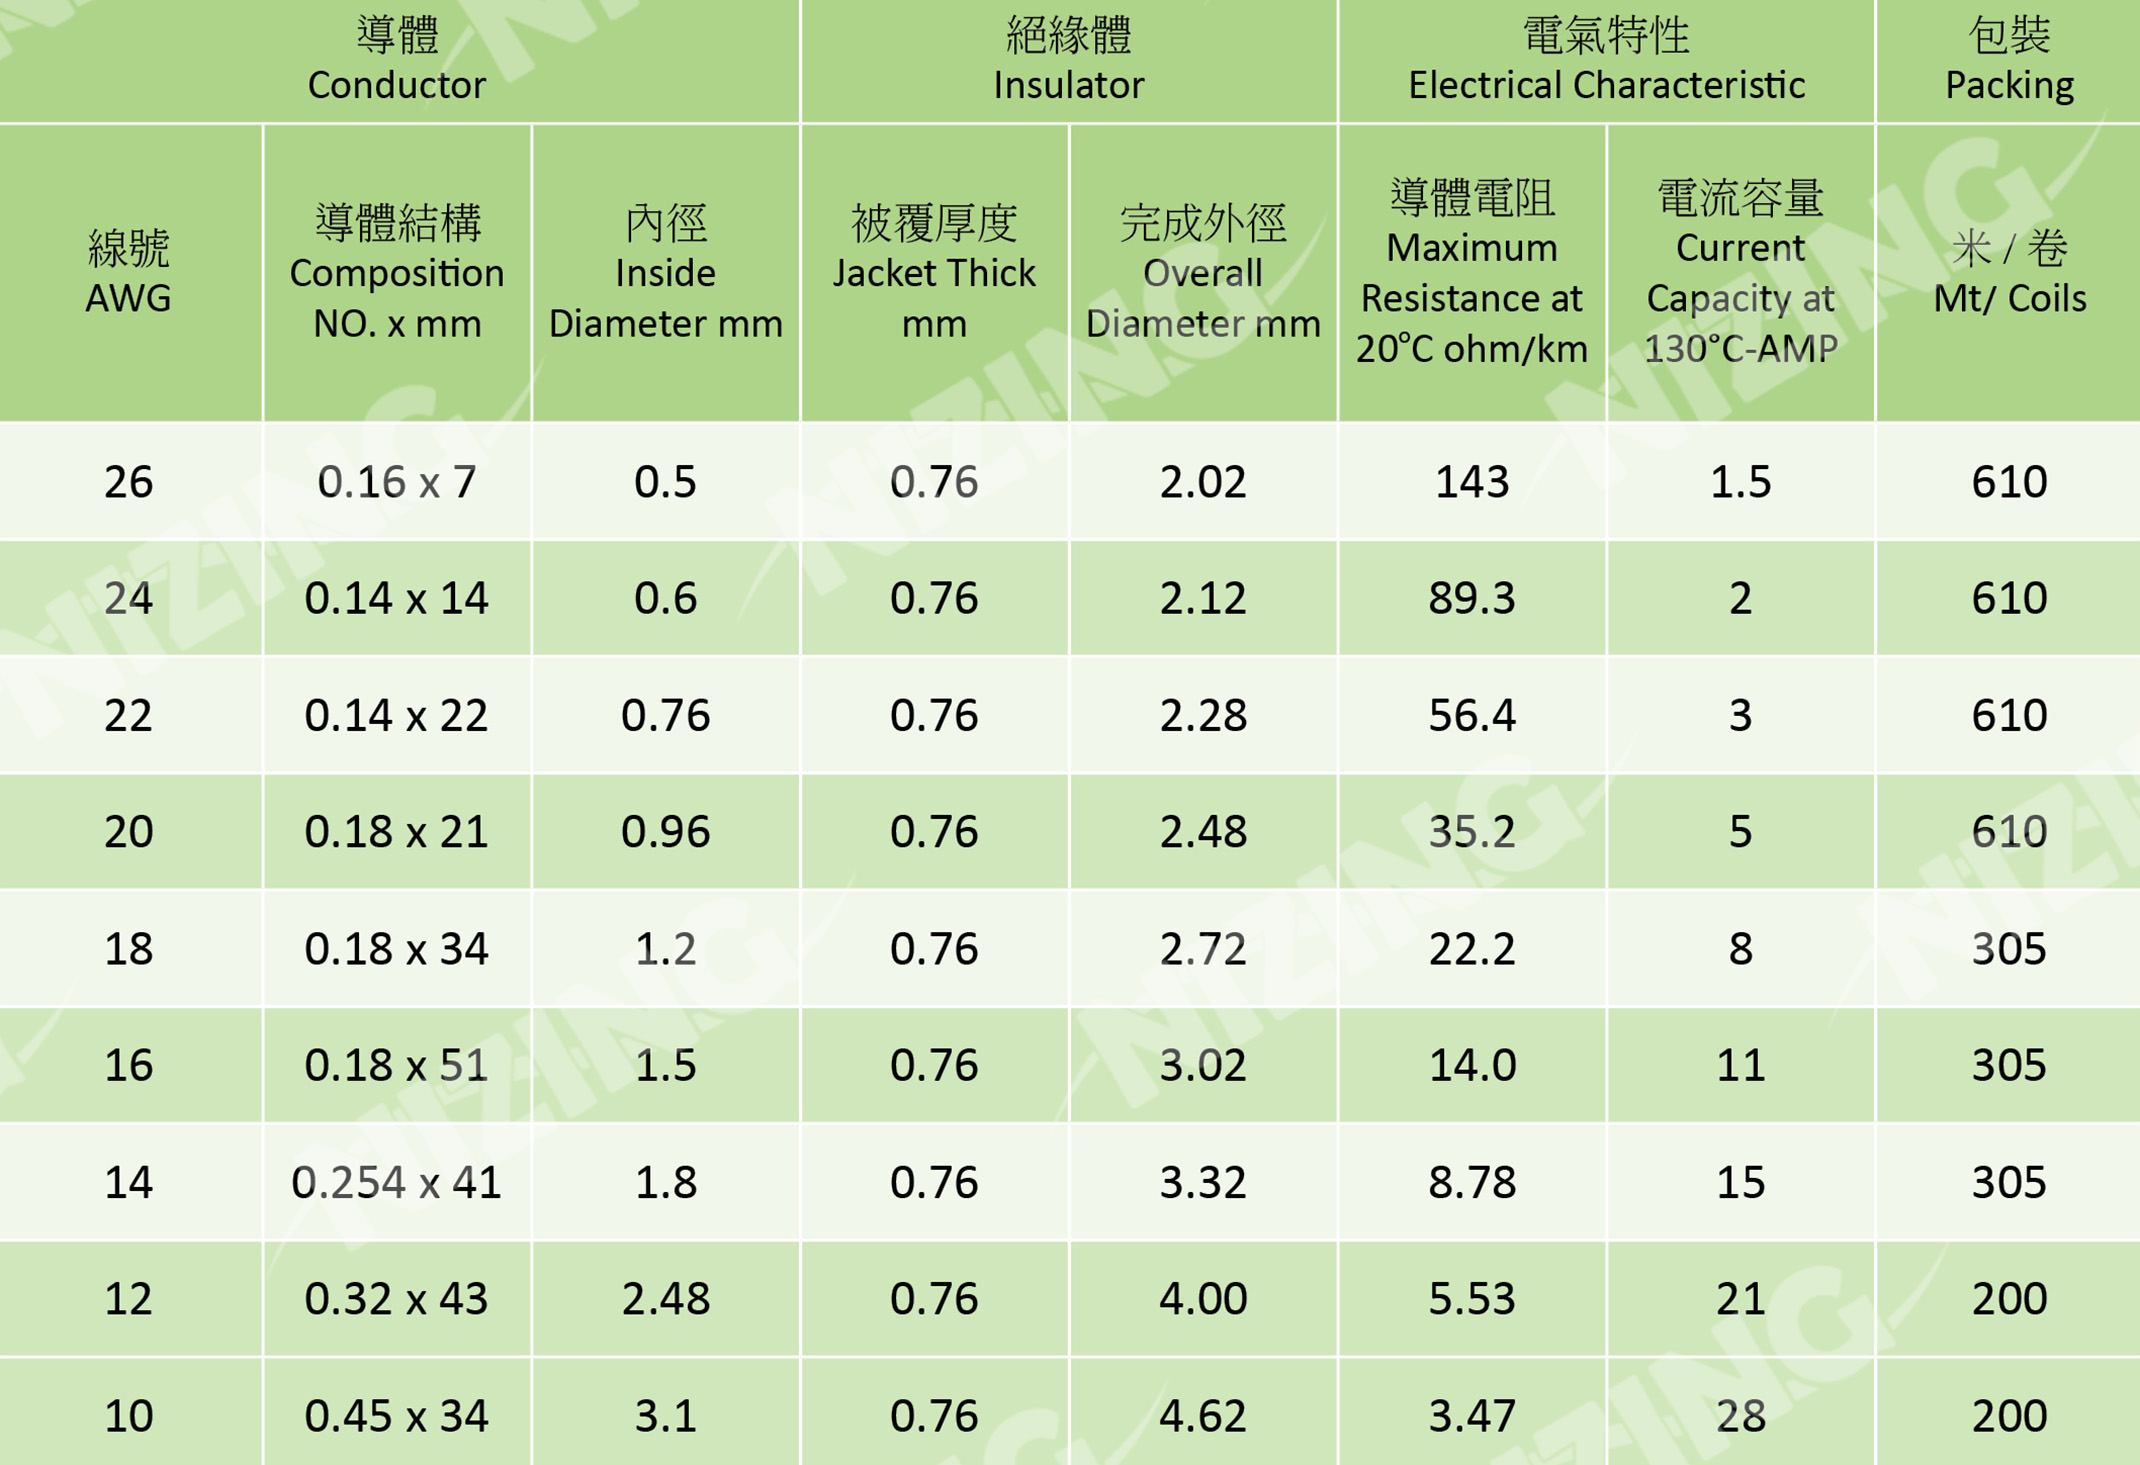 導體
Conductor
絕緣體
Insulator
電氣特性
Electrical Characteristic
包裝
Packing
線號
AWG
導體結構
Composition
NO. x mm
內徑
Inside
Diameter mm
被覆厚度
Jacket Thick
mm
完成外徑
Overall
Diameter mm
導體電阻
Maximum
Resistance at
20°C ohm/km
電流容量
Current
Capacity at
130°C-AMP
米 / 卷
Mt/ Coils
26 0.16 x 7 0.5 0.76 2.02 143 1.5 610
24 0.14 x 14 0.6 0.76 2.12 89.3 2 610
22 0.14 x 22 0.76 0.76 2.28 56.4 3 610
20 0.18 x 21 0.96 0.76 2.48 35.2 5 610
18 0.18 x 34 1.2 0.76 2.72 22.2 8 305
16 0.18 x 51 1.5 0.76 3.02 14.0 11 305
14 0.254 x 41 1.8 0.76 3.32 8.78 15 305
12 0.32 x 43 2.48 0.76 4.00 5.53 21 200
10 0.45 x 34 3.1 0.76 4.62 3.47 28 200
NIZING
NIZING
NIZING
NIZING
NIZING
NIZING
NIZING